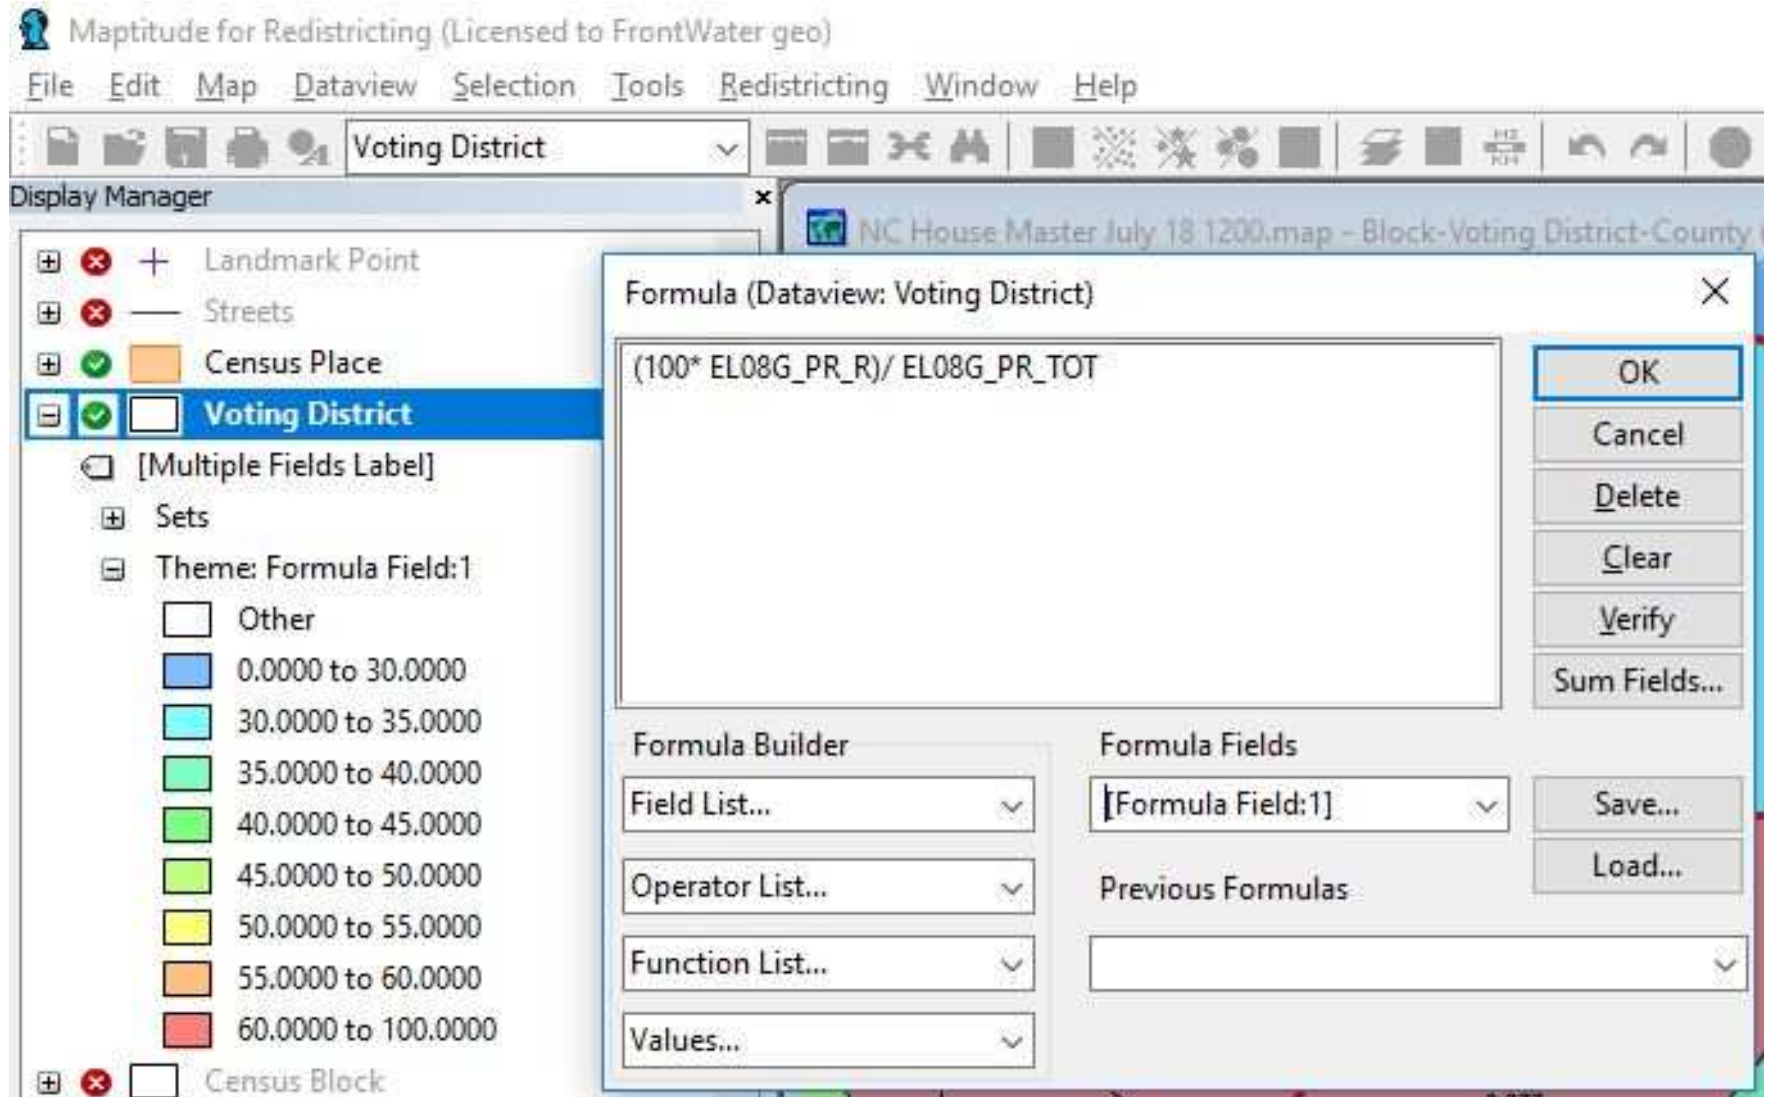 Maptitude for Redistricting (Licensed to FrontWater geo)
File Edit Map Dataview Selection Tools Redistricting Window Help
Voting District
Display Manager
NC House Master July 18 1200.map - Block-Voting District-County
Landmark Point
Streets
Census Place
Voting District
[Multiple Fields Label]
Sets
Theme: Formula Field:1
Other
0.0000 to 30.0000
30.0000 to 35.0000
35.0000 to 40.0000
40.0000 to 45.0000
45.0000 to 50.0000
50.0000 to 55.0000
55.0000 to 60.0000
60.0000 to 100.0000
Census Block
Formula (Dataview: Voting District)
(100* EL08G_PR_R)/ EL08G_PR_TOT
OK
Cancel
Delete
Clear
Verify
Sum Fields...
Formula Builder
Field List...
Operator List...
Function List...
Values...
Formula Fields
[Formula Field:1]
Save...
Load...
Previous Formulas